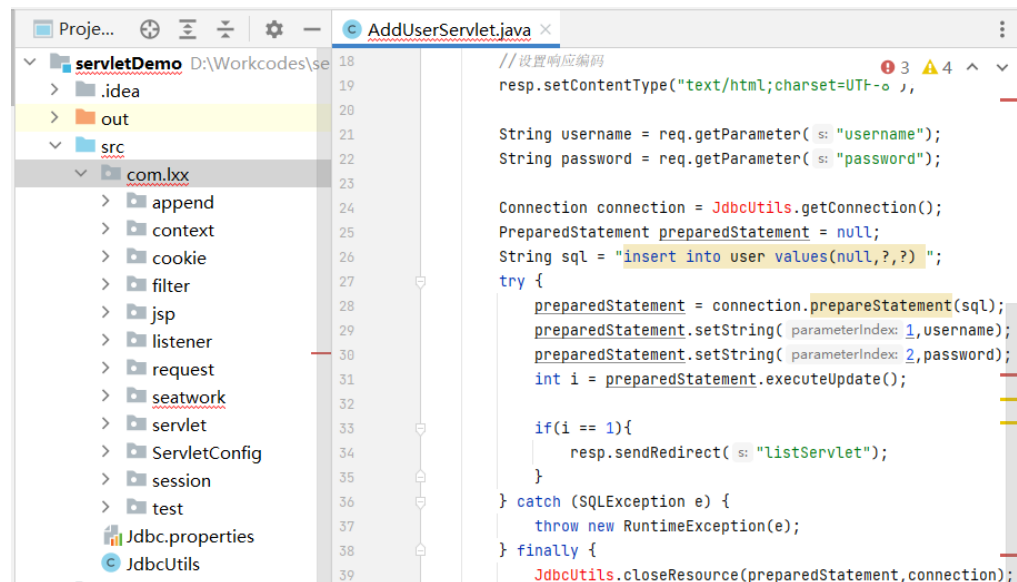 Proje...
AddUserServlet.java
servletDemo D:\Workcodes\se
.idea
out
src
com.lxx
append
context
cookie
filter
jsp
listener
request
seatwork
servlet
ServletConfig
session
test
Jdbc.properties
JdbcUtils
3 4
18 //设置响应编码
19 resp.setContentType("text/html;charset=UTF-8");
20
21 String username = req.getParameter( s: "username");
22 String password = req.getParameter( s: "password");
23
24 Connection connection = JdbcUtils.getConnection();
25 PreparedStatement preparedStatement = null;
26 String sql = "insert into user values(null,?,?) ";
27 try {
28 preparedStatement = connection.prepareStatement(sql);
29 preparedStatement.setString( parameterIndex: 1,username);
30 preparedStatement.setString( parameterIndex: 2,password);
31 int i = preparedStatement.executeUpdate();
32
33 if(i == 1){
34 resp.sendRedirect( s: "listServlet");
35 }
36 } catch (SQLException e) {
37 throw new RuntimeException(e);
38 } finally {
39 JdbcUtils.closeResource(preparedStatement,connection);